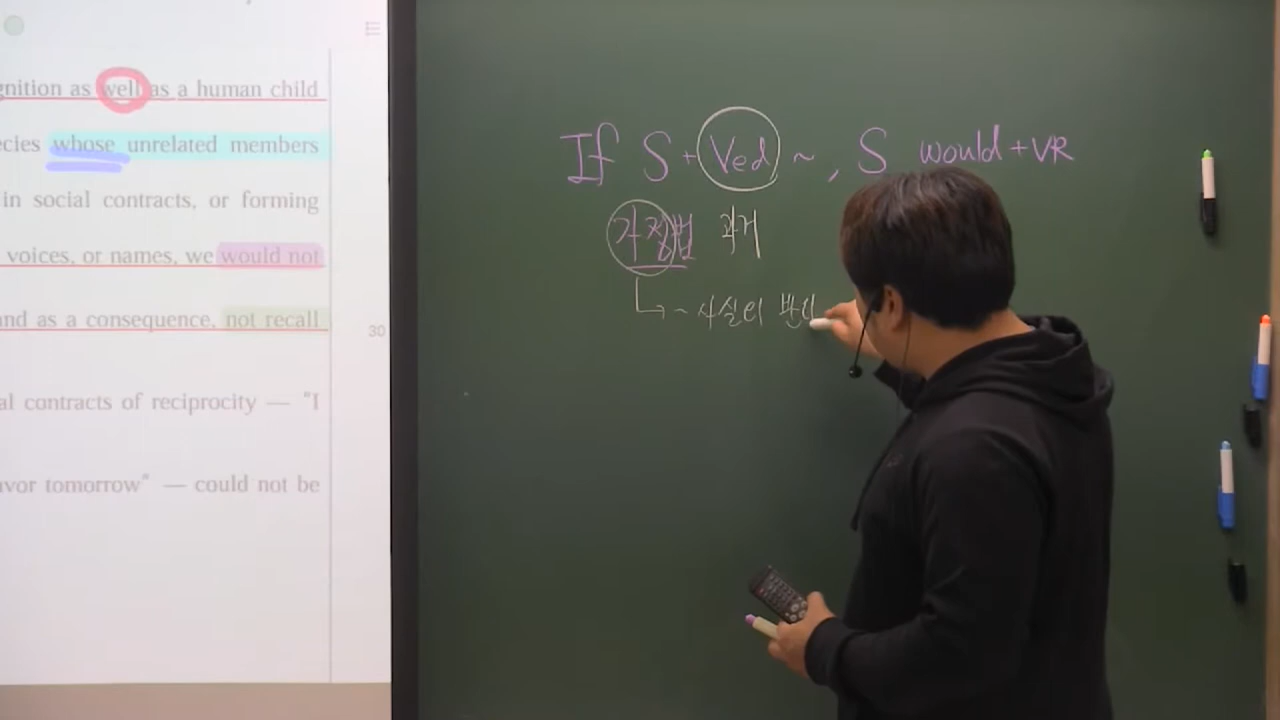 gnition as well as a human child
cies whose unrelated members
in social contracts, or forming
voices, or names, we would not
and as a consequence, not recall
30
al contracts of reciprocity — "I
avor tomorrow" — could not be
If S + Ved ~, S would + VR
가정법 과거
~ 사실의 반대